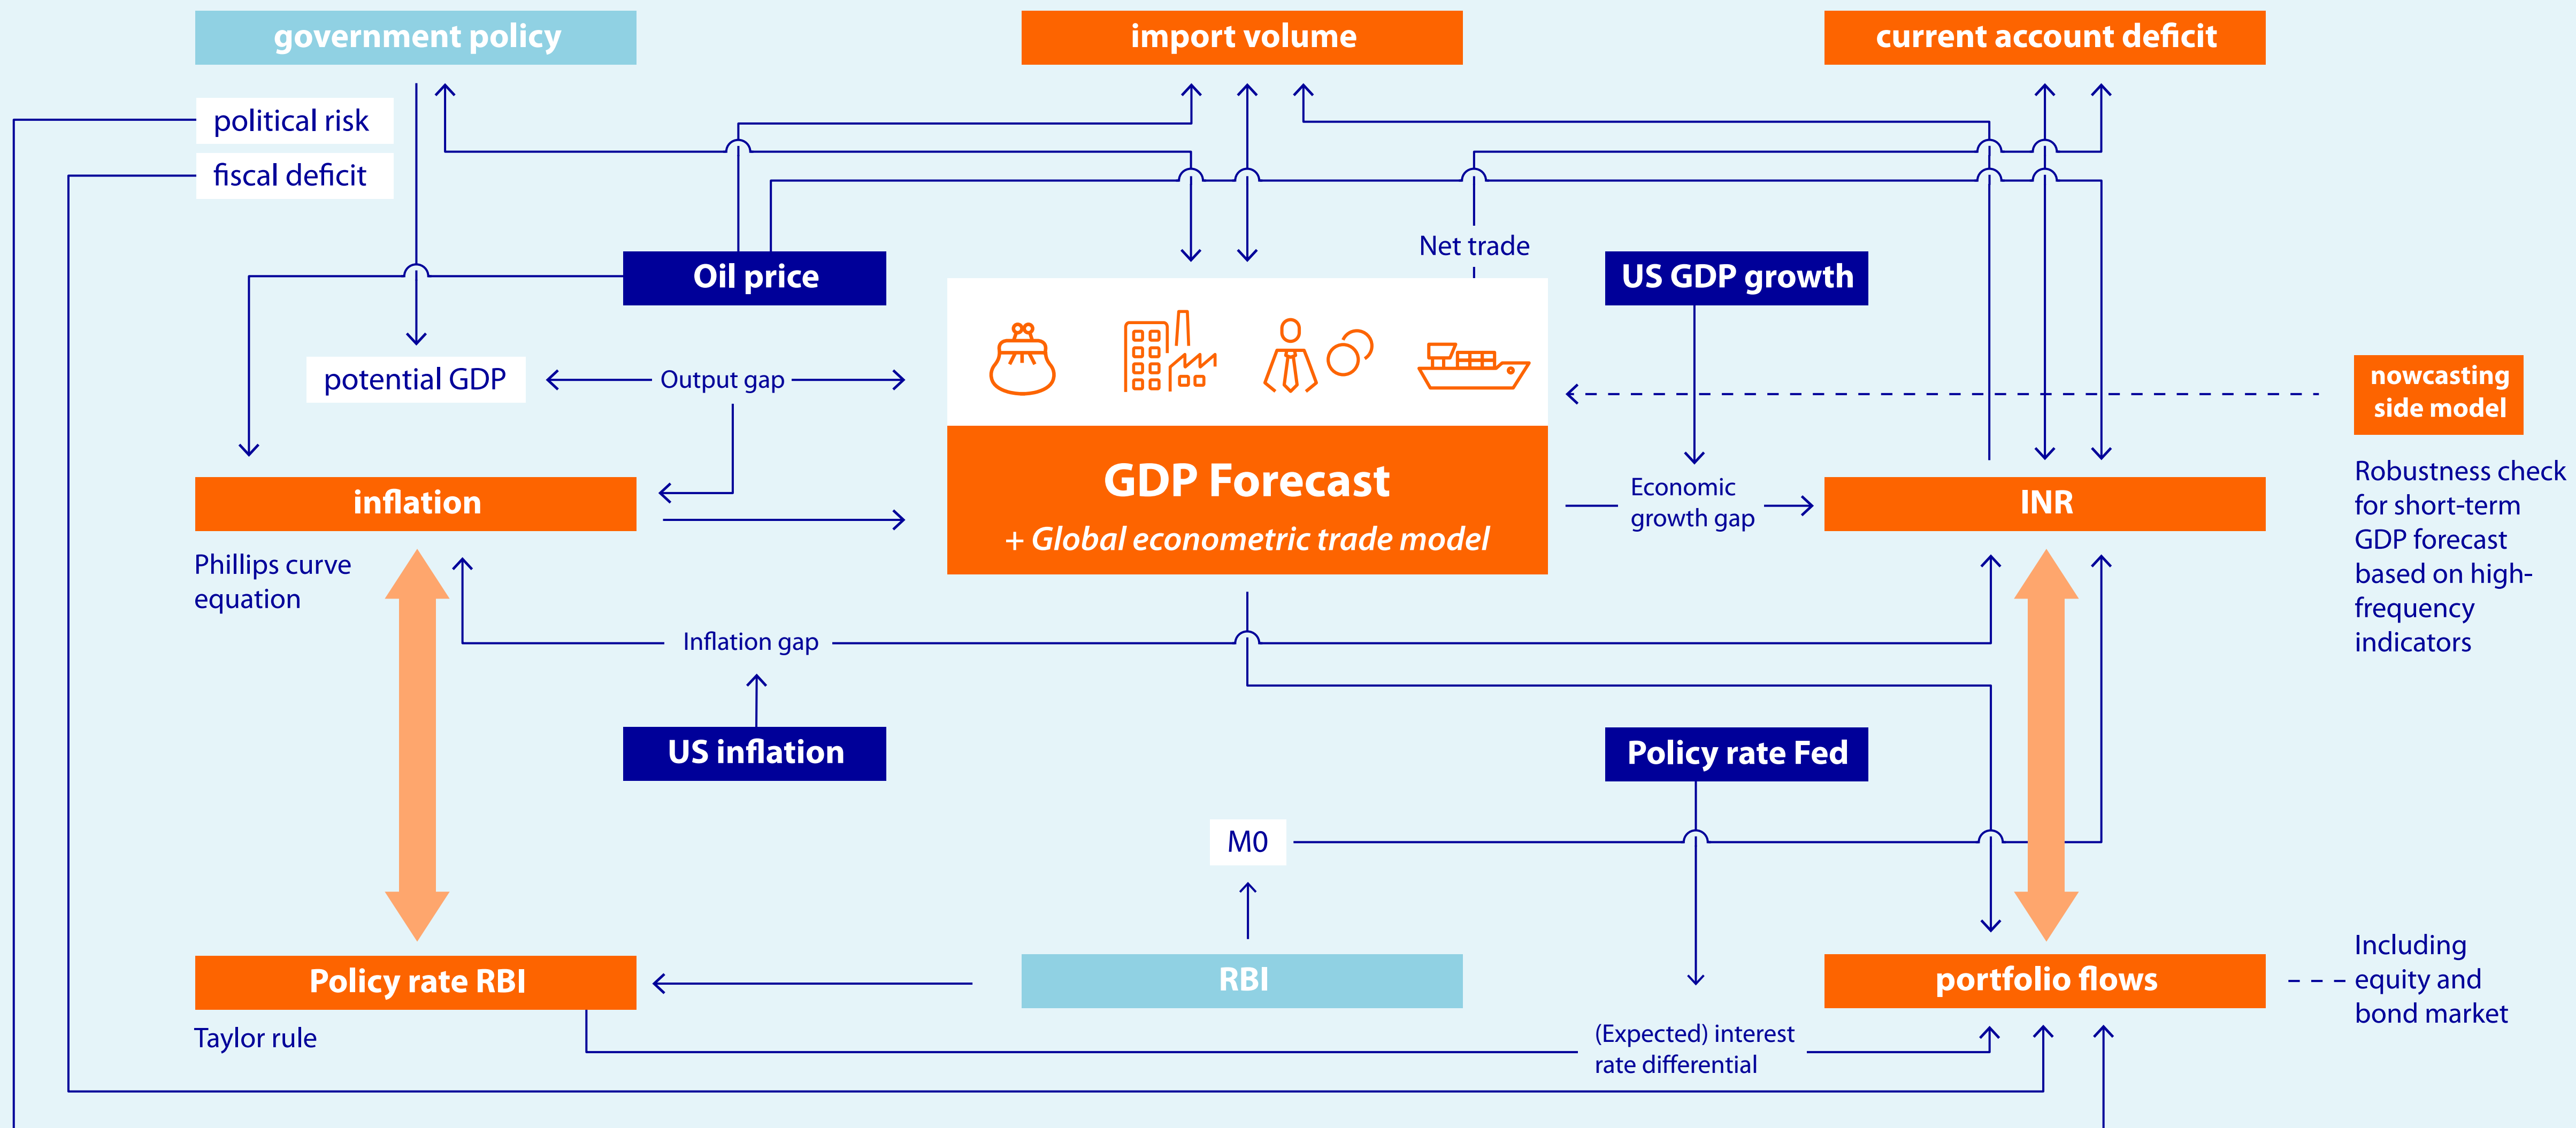 government policy
import volume
current account deficit
political risk
fiscal deficit
Net trade
Oil price
US GDP growth
potential GDP
Output gap
nowcasting
side model
inflation
GDP Forecast
+ Global econometric trade model
Economic
growth gap
INR
Robustness check
for short-term
GDP forecast
based on high-
frequency
indicators
Phillips curve
equation
Inflation gap
US inflation
Policy rate Fed
M0
Policy rate RBI
RBI
portfolio flows
Including
equity and
bond market
Taylor rule
(Expected) interest
rate differential